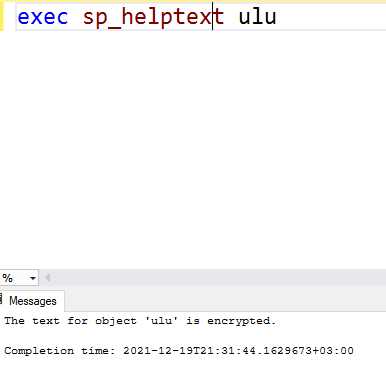 exec sp_helptext ulu
%
Messages
The text for object 'ulu' is encrypted.
Completion time: 2021-12-19T21:31:44.1629673+03:00